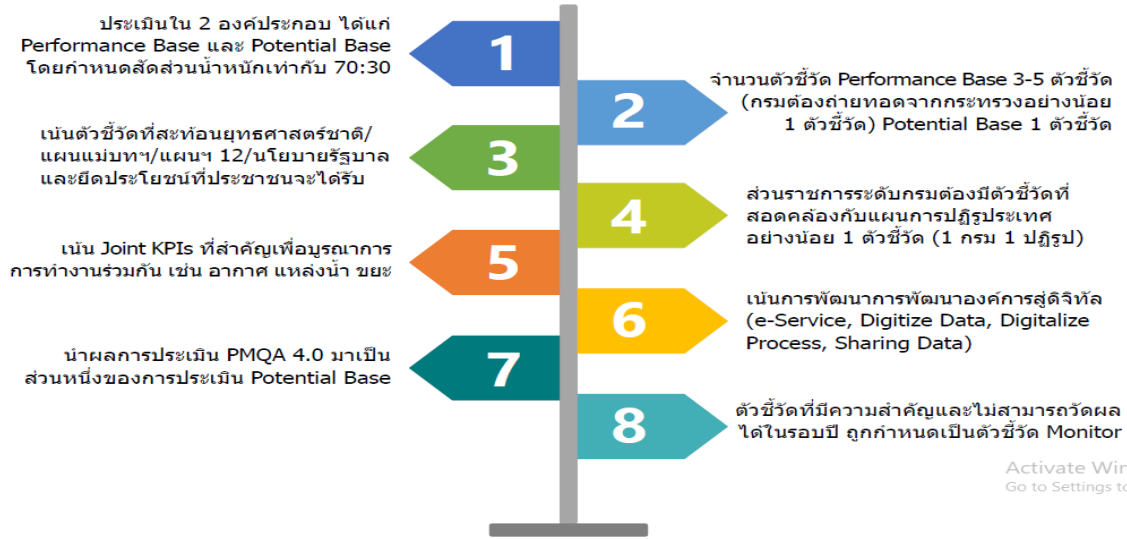 ประเมินใน 2 องค์ประกอบ ได้แก่
Performance Base และ Potential Base
โดยกำหนดสัดส่วนน้ำหนักเท่ากับ 70:30
1
2
จำนวนตัวชี้วัด Performance Base 3-5 ตัวชี้วัด
(กรมต้องถ่ายทอดจากกระทรวงอย่างน้อย
1 ตัวชี้วัด) Potential Base 1 ตัวชี้วัด
เน้นตัวชี้วัดที่สะท้อนยุทธศาสตร์ชาติ/
แผนแม่บทฯ/แผนฯ 12/นโยบายรัฐบาล
และยึดประโยชน์ที่ประชาชนจะได้รับ
3
4
ส่วนราชการระดับกรมต้องมีตัวชี้วัดที่
สอดคล้องกับแผนการปฏิรูประเทศ
อย่างน้อย 1 ตัวชี้วัด (1 กรม 1 ปฏิรูป)
เน้น Joint KPIs ที่สำคัญเพื่อบูรณาการ
การทำงานร่วมกัน เช่น อากาศ แหล่งน้ำ ขยะ
5
6
เน้นการพัฒนาการพัฒนาองค์การสู่ดิจิทัล
(e-Service, Digitize Data, Digitalize
Process, Sharing Data)
นำผลการประเมิน PMQA 4.0 มาเป็น
ส่วนหนึ่งของการประเมิน Potential Base
7
8
ตัวชี้วัดที่มีความสำคัญและไม่สามารถวัดผล
ได้ในรอบปี ถูกกำหนดเป็นตัวชี้วัด Monitor
Activate Win
Go to Settings to